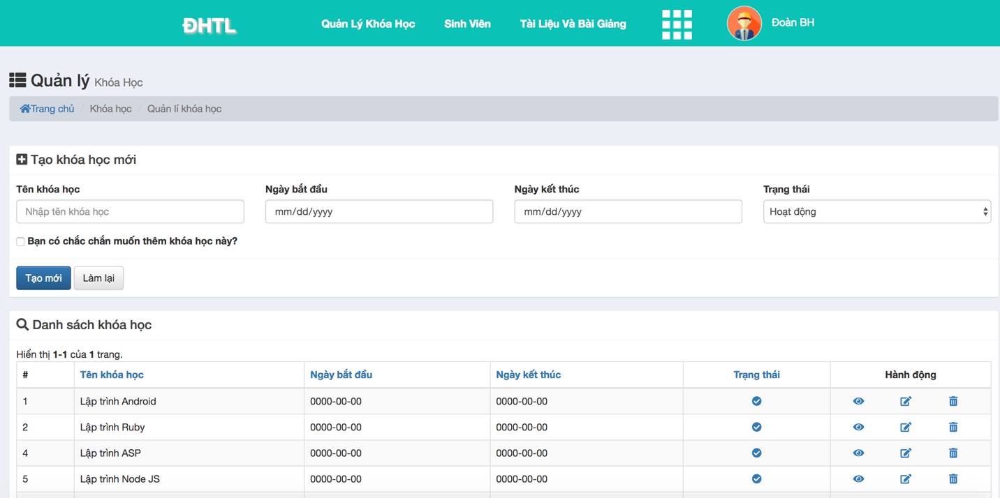 ĐHTL Quản Lý Khóa Học Sinh Viên Tài Liệu Và Bài Giảng Đoàn BH
Quản lý Khóa Học
Trang chủ / Khóa học / Quản lí khóa học
Tạo khóa học mới
Tên khóa học Ngày bắt đầu Ngày kết thúc Trạng thái
Nhập tên khóa học mm/dd/yyyy mm/dd/yyyy Hoạt động
Bạn có chắc chắn muốn thêm khóa học này?
Tạo mới Làm lại
Danh sách khóa học
Hiển thị 1-1 của 1 trang.
# Tên khóa học Ngày bắt đầu Ngày kết thúc Trạng thái Hành động
1 Lập trình Android 0000-00-00 0000-00-00
2 Lập trình Ruby 0000-00-00 0000-00-00
4 Lập trình ASP 0000-00-00 0000-00-00
5 Lập trình Node JS 0000-00-00 0000-00-00